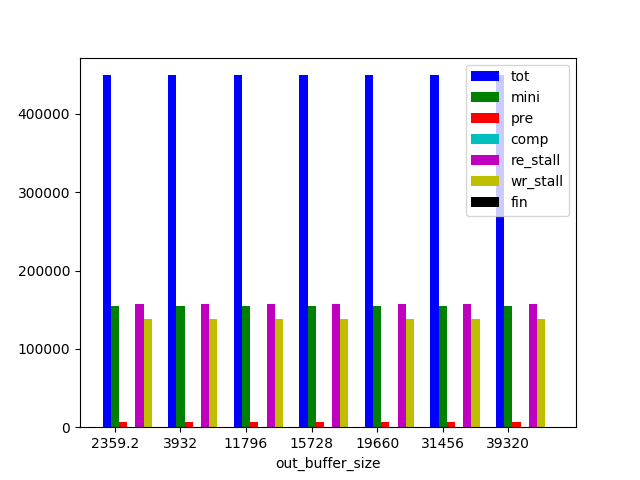 400000
300000
200000
100000
0
tot
mini
pre
comp
re_stall
wr_stall
fin
2359.2 3932 11796 15728 19660 31456 39320
out_buffer_size